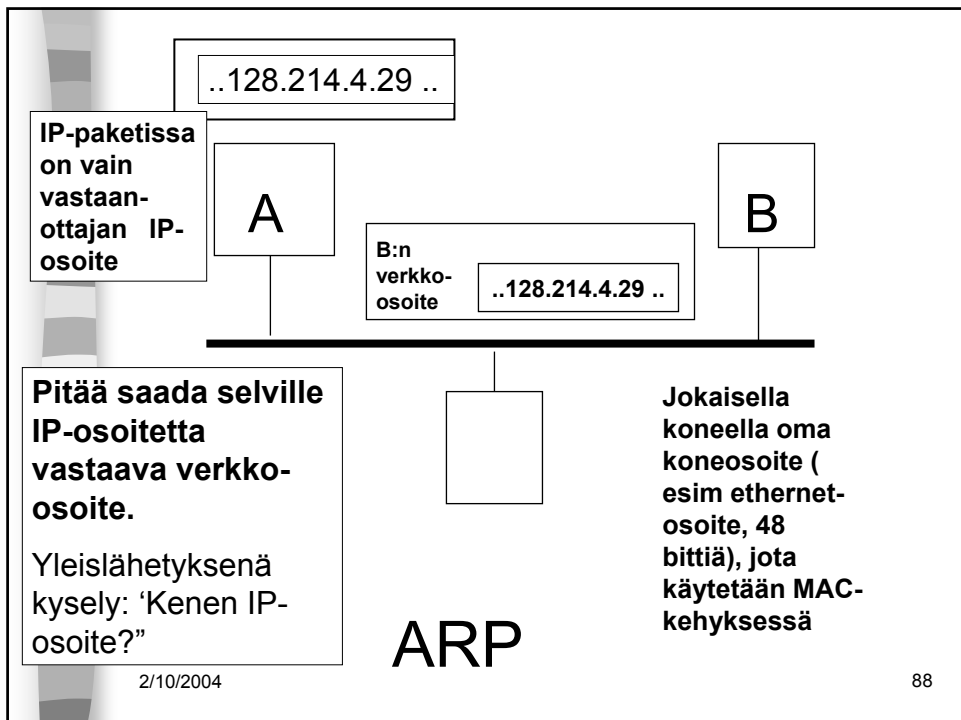 ..128.214.4.29 ..
IP-paketissa
on vain
vastaan-
ottajan IP-
osoite
A
B
B:n
verkko-
osoite
..128.214.4.29 ..
Pitää saada selville
IP-osoitetta
vastaava verkko-
osoite.
Yleislähetyksenä
kysely: ‘Kenen IP-
osoite?”
Jokaisella
koneella oma
koneosoite (
esim ethernet-
osoite, 48
bittiä), jota
käytetään MAC-
kehyksessä
ARP
2/10/2004
88